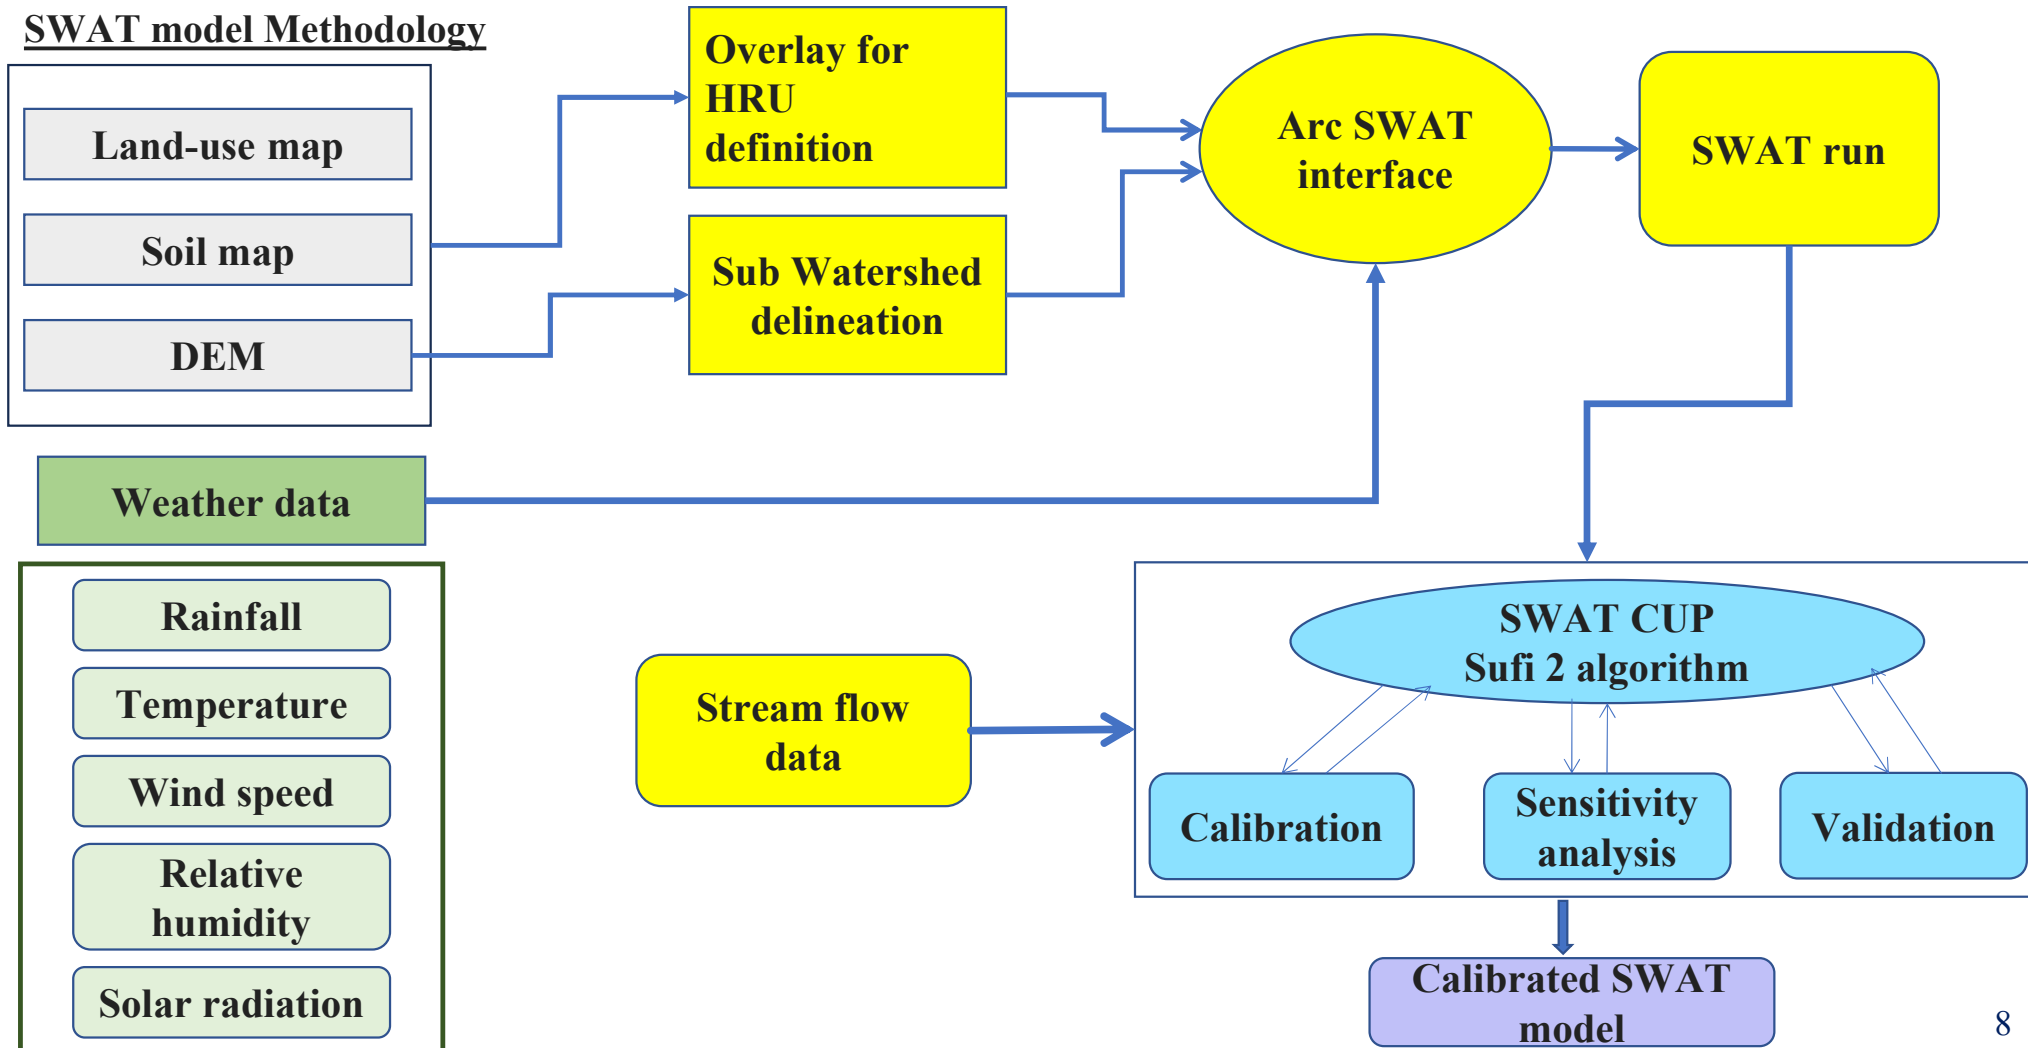 SWAT model Methodology
Land-use map
Soil map
DEM
Overlay for
HRU
definition
Sub Watershed
delineation
Arc SWAT
interface
SWAT run
Weather data
Rainfall
Temperature
Wind speed
Relative
humidity
Solar radiation
Stream flow
data
SWAT CUP
Sufi 2 algorithm
Calibration
Sensitivity
analysis
Validation
Calibrated SWAT
model
8